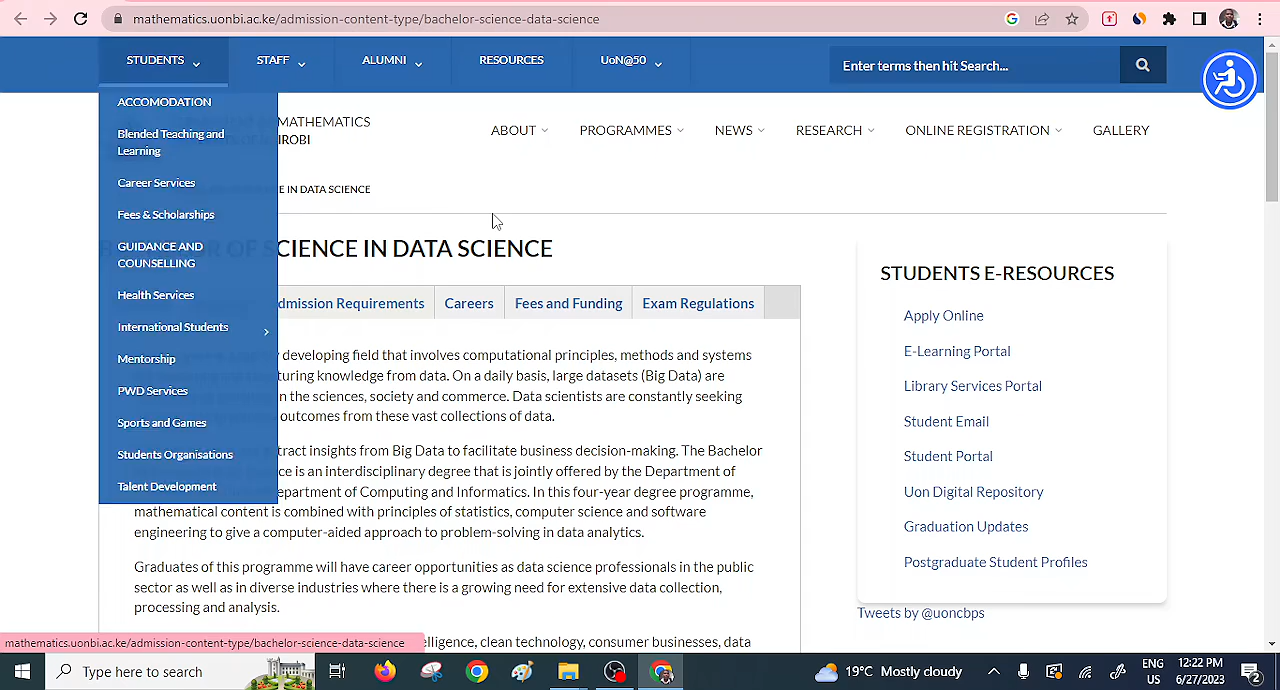 mathematics.uonbi.ac.ke/admission-content-type/bachelor-science-data-science
STUDENTS
STAFF
ALUMNI
RESOURCES
UoN@50
Enter terms then hit Search...
ACCOMODATION
Blended Teaching and
Learning
Career Services
Fees & Scholarships
GUIDANCE AND
COUNSELLING
Health Services
International Students
Mentorship
PWD Services
Sports and Games
Students Organisations
Talent Development
MATHEMATICS
ABOUT
PROGRAMMES
NEWS
RESEARCH
ONLINE REGISTRATION
GALLERY
IN DATA SCIENCE
OF SCIENCE IN DATA SCIENCE
dmission Requirements
Careers
Fees and Funding
Exam Regulations
developing field that involves computational principles, methods and systems
turing knowledge from data. On a daily basis, large datasets (Big Data) are
n the sciences, society and commerce. Data scientists are constantly seeking
outcomes from these vast collections of data.
tract insights from Big Data to facilitate business decision-making. The Bachelor
is an interdisciplinary degree that is jointly offered by the Department of
epartment of Computing and Informatics. In this four-year degree programme,
mathematical content is combined with principles of statistics, computer science and software
engineering to give a computer-aided approach to problem-solving in data analytics.
Graduates of this programme will have career opportunities as data science professionals in the public
sector as well as in diverse industries where there is a growing need for extensive data collection,
processing and analysis.
elligence, clean technology, consumer businesses, data
STUDENTS E-RESOURCES
Apply Online
E-Learning Portal
Library Services Portal
Student Email
Student Portal
Uon Digital Repository
Graduation Updates
Postgraduate Student Profiles
Tweets by @uoncbps
mathematics.uonbi.ac.ke/admission-content-type/bachelor-science-data-science
Type here to search
19°C Mostly cloudy
ENG
US
12:22 PM
6/27/2023
2